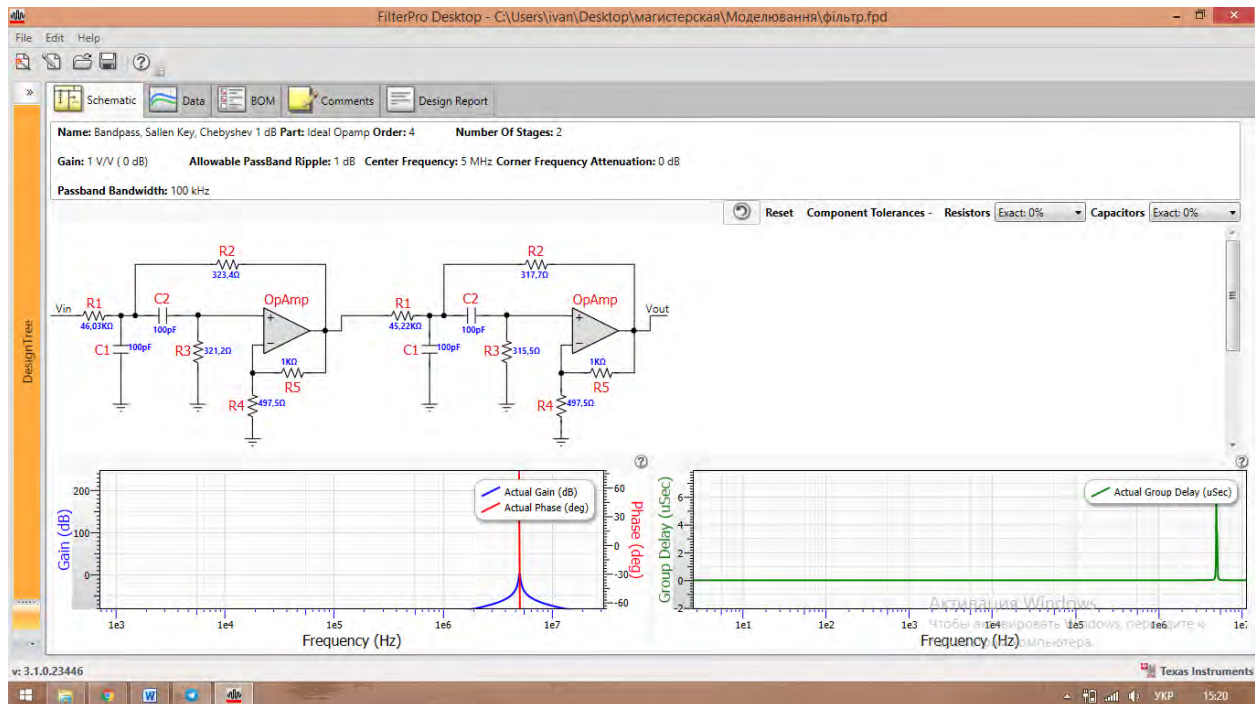 FilterPro Desktop - C:\Users\ivan\Desktop\магистерская\Моделювання\фільтр.fpd
File Edit Help
Schematic Data BOM Comments Design Report
Name: Bandpass, Sallen Key, Chebyshev 1 dB Part: Ideal Opamp Order: 4 Number Of Stages: 2
Gain: 1 V/V ( 0 dB) Allowable PassBand Ripple: 1 dB Center Frequency: 5 MHz Corner Frequency Attenuation: 0 dB
Passband Bandwidth: 100 kHz
Reset Component Tolerances - Resistors Exact: 0% Capacitors Exact: 0%
DesignTree
R2 R2
323,4Ω 317,7Ω
Vin R1 C2 OpAmp R1 C2 OpAmp Vout
46,03KΩ 100pF 45,22KΩ 100pF
C1 100pF R3 321,2Ω C1 100pF R3 315,5Ω
1KΩ 1KΩ
R5 R5
R4 497,5Ω R4 497,5Ω
Gain (dB)
200
100
0
Actual Gain (dB)
Actual Phase (deg)
60
30
0
-30
-60
Phase (deg)
1e3 1e4 1e5 1e6 1e7
Frequency (Hz)
Group Delay (uSec)
6
4
2
0
-2
Actual Group Delay (uSec)
1e1 1e2 1e3 1e4 1e5 1e6 1e7
Frequency (Hz)
Активация Windows
Чтобы активировать Windows, перейдите к
компьютера.
v: 3.1.0.23446
Texas Instruments
УКР 15:20